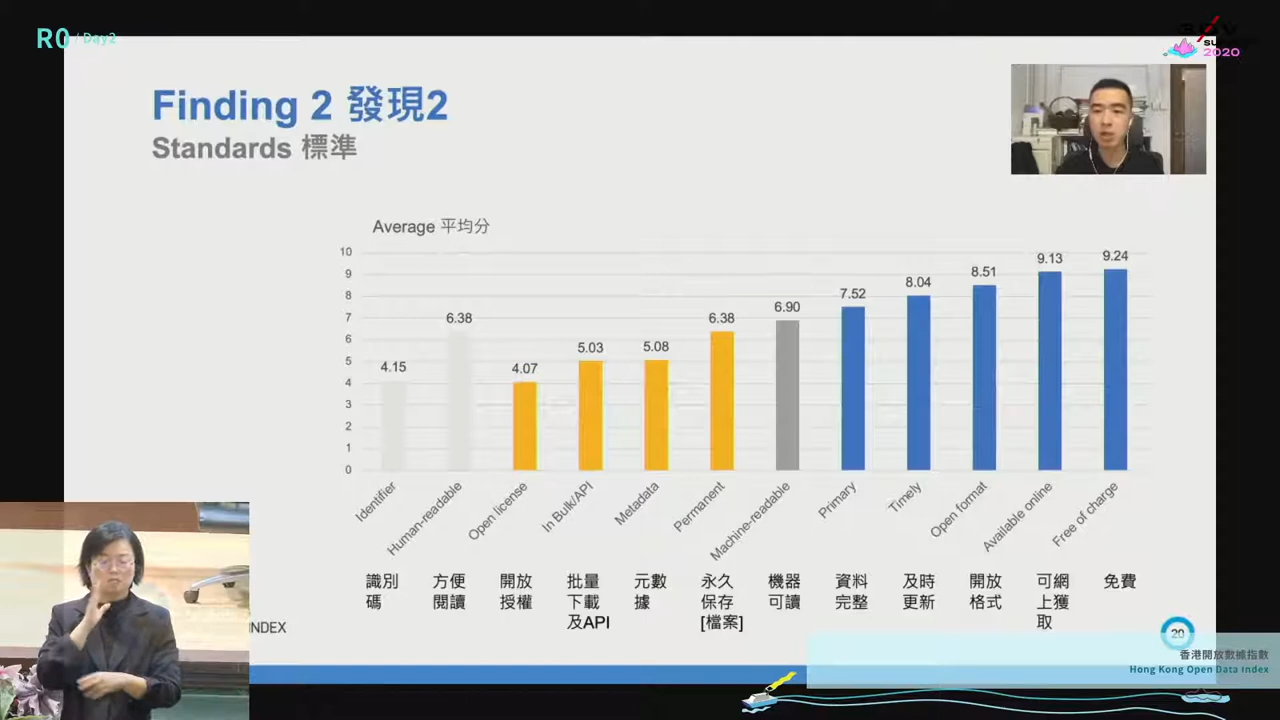 R0 / Day2
2020
Finding 2 發現2
Standards 標準
Average 平均分
10
9
8
7
6
5
4
3
2
1
0
4.15
6.38
4.07
5.03
5.08
6.38
6.90
7.52
8.04
8.51
9.13
9.24
Identifier
Human-readable
Open license
In Bulk/API
Metadata
Permanent
Machine-readable
Primary
Timely
Open format
Available online
Free of charge
識別
碼
方便
閱讀
開放
授權
批量
下載
及API
元數
據
永久
保存
[檔案]
機器
可讀
資料
完整
及時
更新
開放
格式
可網
上獲
取
免費
INDEX
20
香港開放數據指數
Hong Kong Open Data Index